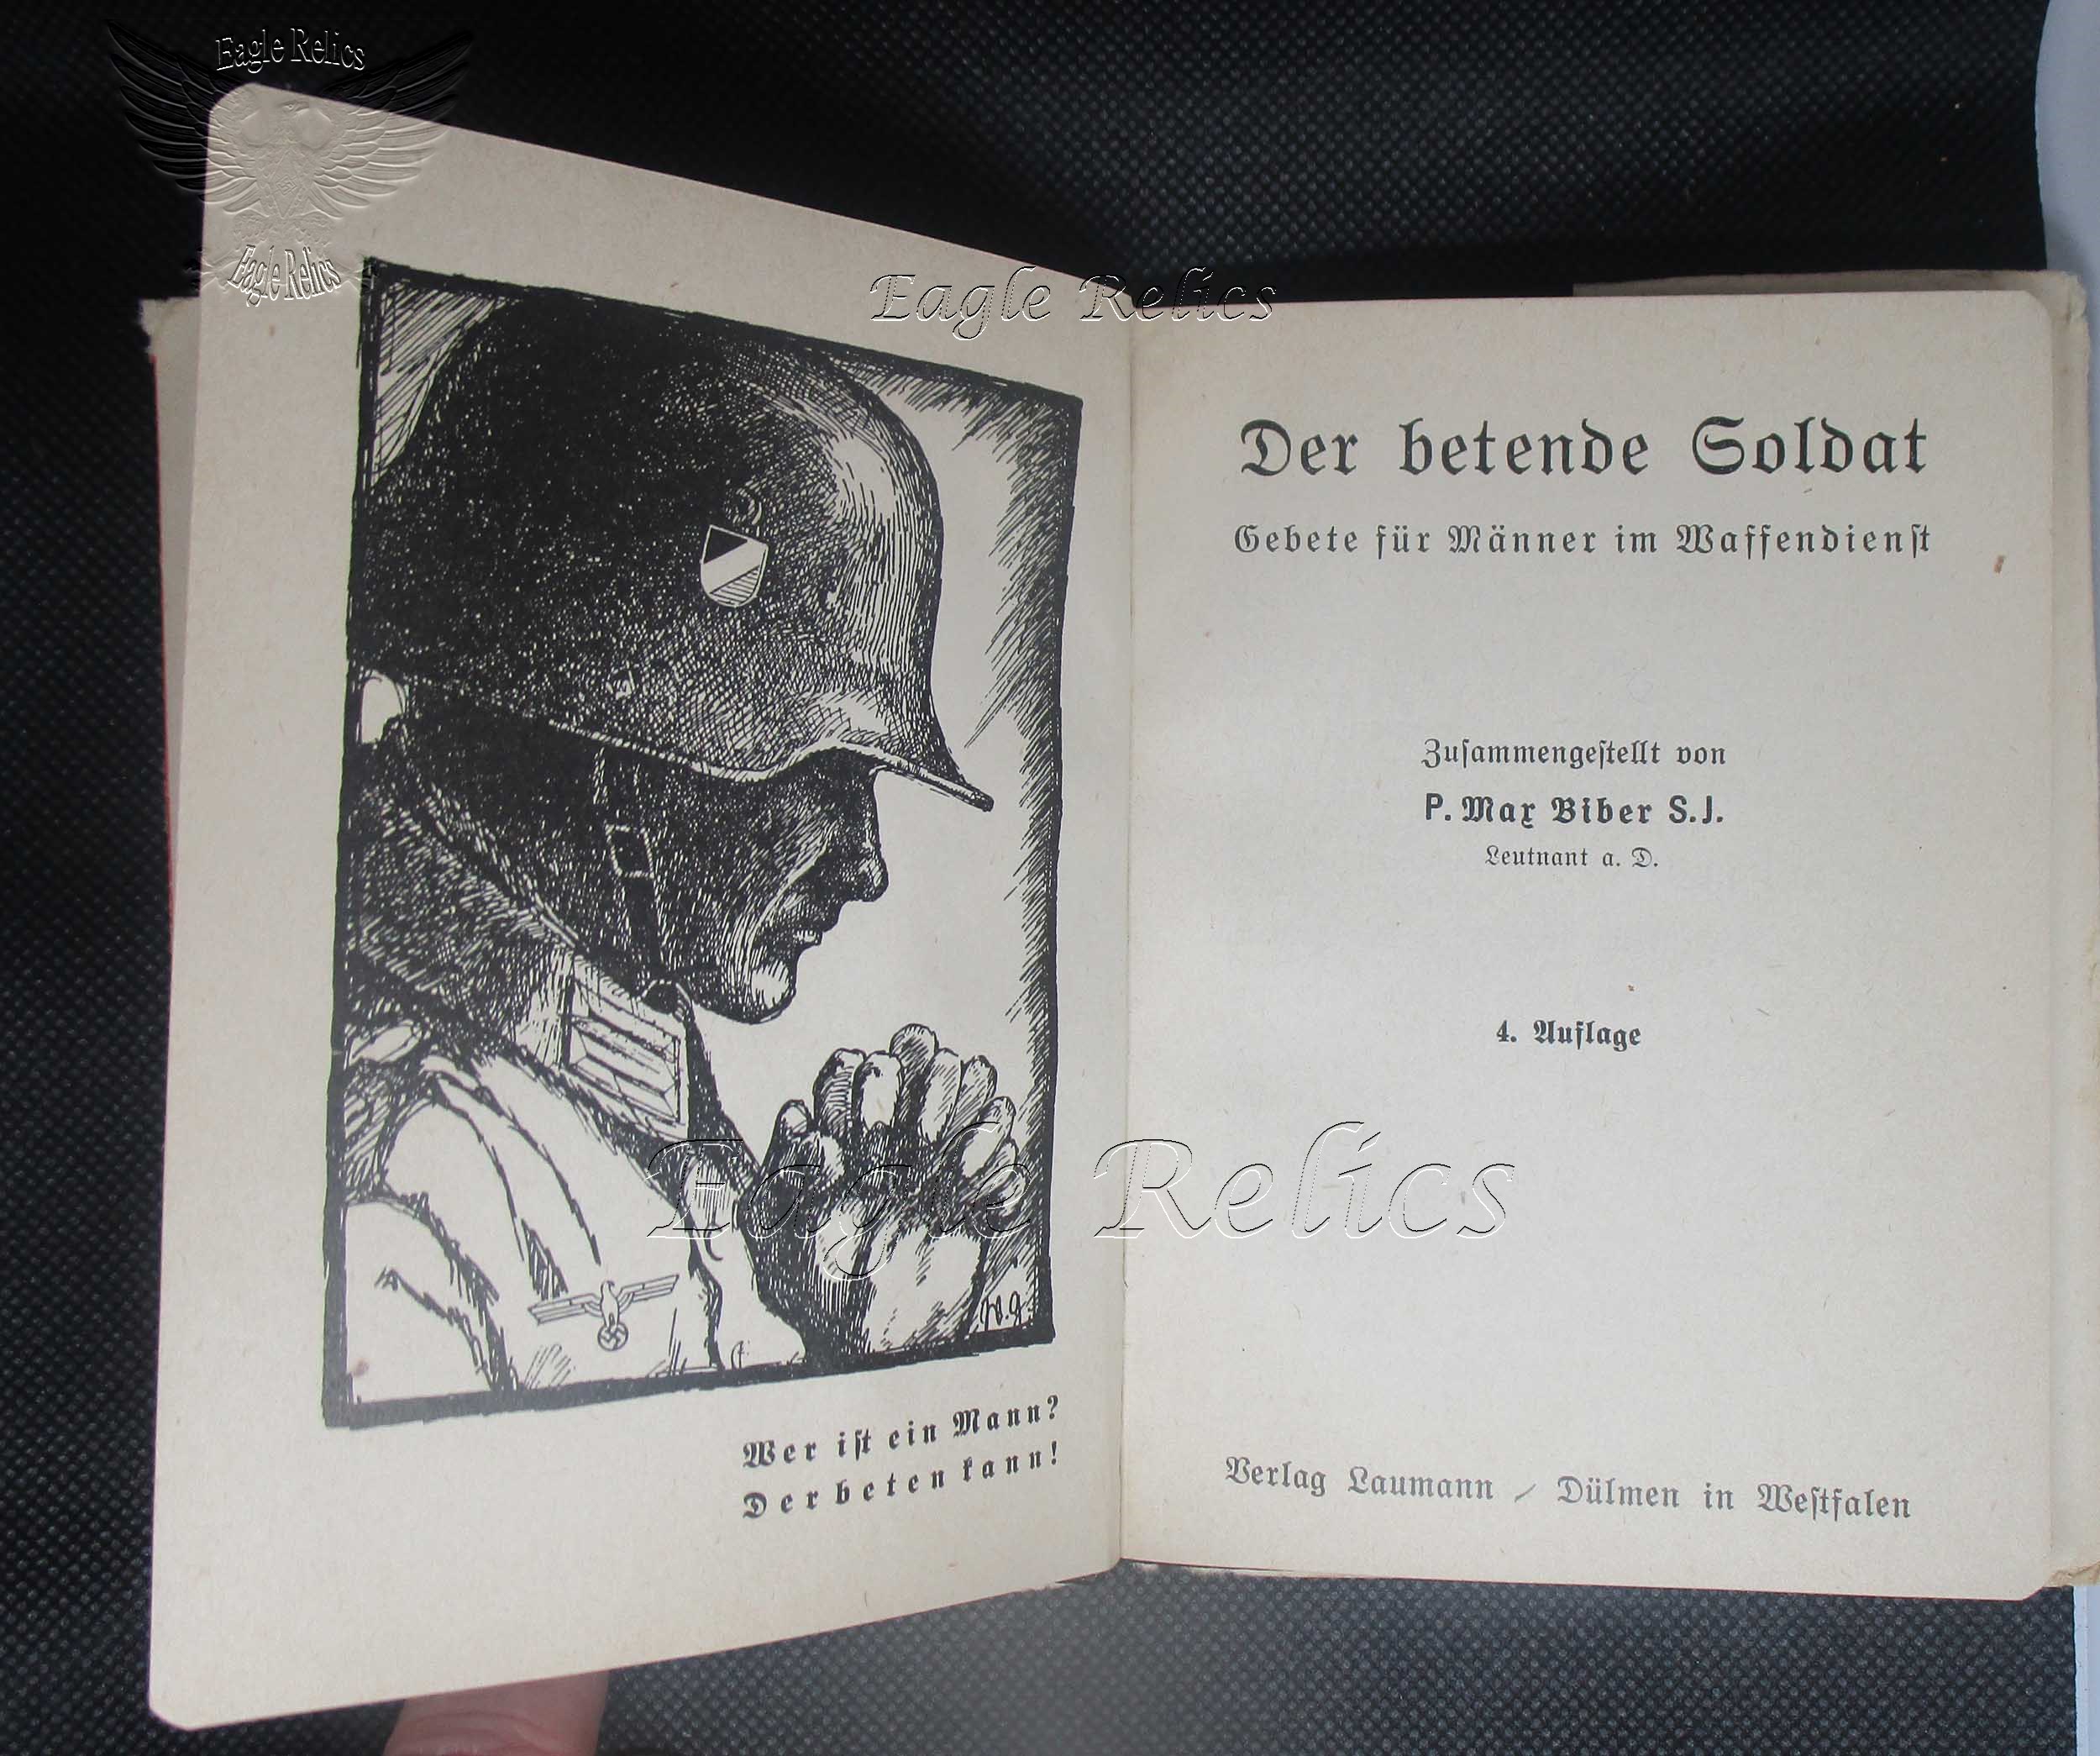 Eagle Relics
Eagle Relics
Eagle Relics
Wer ist ein Mann?
Der beten kann!
Der betende Soldat
Gebete für Männer im Waffendienst
Zusammengestellt von
P. Max Biber S.J.
Leutnant a. D.
4. Auflage
Eagle Relics
Verlag Laumann / Dülmen in Westfalen